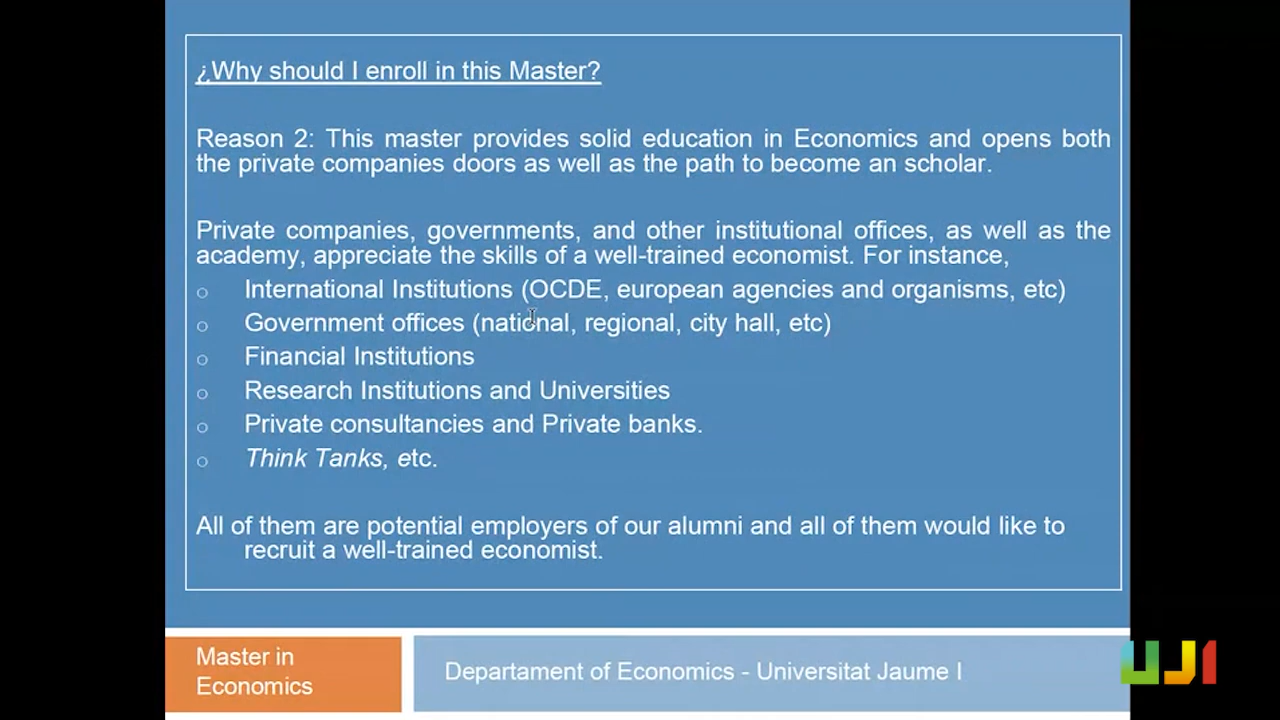 ¿Why should I enroll in this Master?
Reason 2: This master provides solid education in Economics and opens both
the private companies doors as well as the path to become an scholar.
Private companies, governments, and other institutional offices, as well as the
academy, appreciate the skills of a well-trained economist. For instance,
o International Institutions (OCDE, european agencies and organisms, etc)
o Government offices (national, regional, city hall, etc)
o Financial Institutions
o Research Institutions and Universities
o Private consultancies and Private banks.
o Think Tanks, etc.
All of them are potential employers of our alumni and all of them would like to
recruit a well-trained economist.
Master in
Economics
Departament of Economics - Universitat Jaume I
UJI